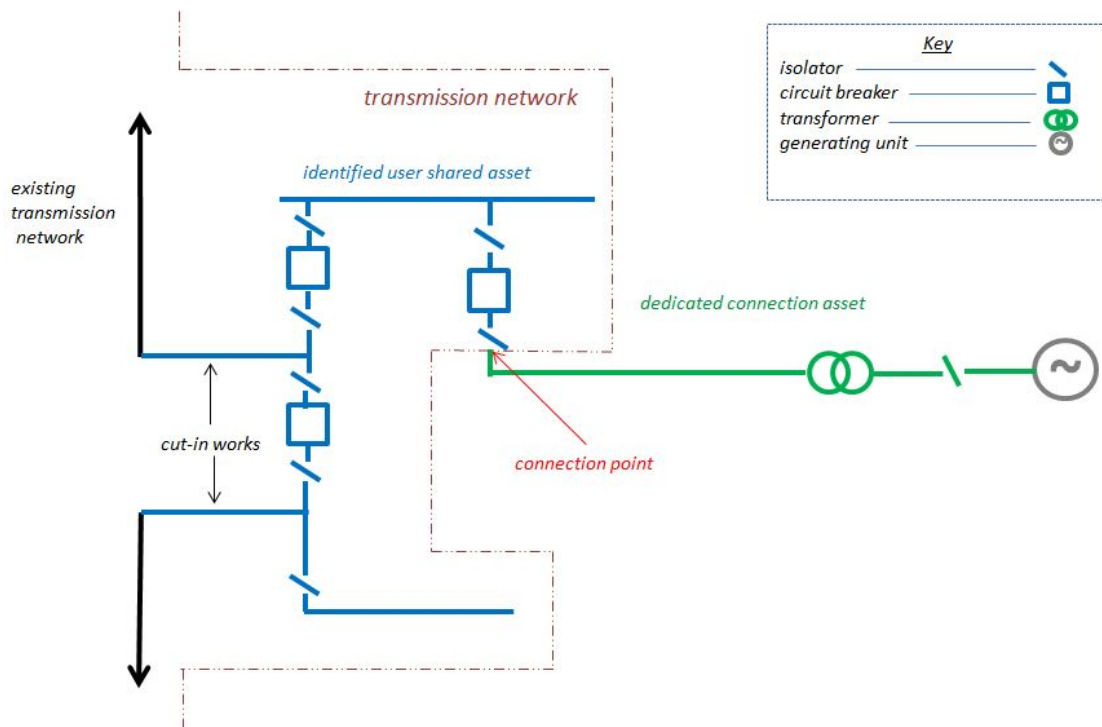 Key
isolator
circuit breaker
transformer
generating unit
transmission network
identified user shared asset
existing
transmission
network
dedicated connection asset
cut-in works
connection point